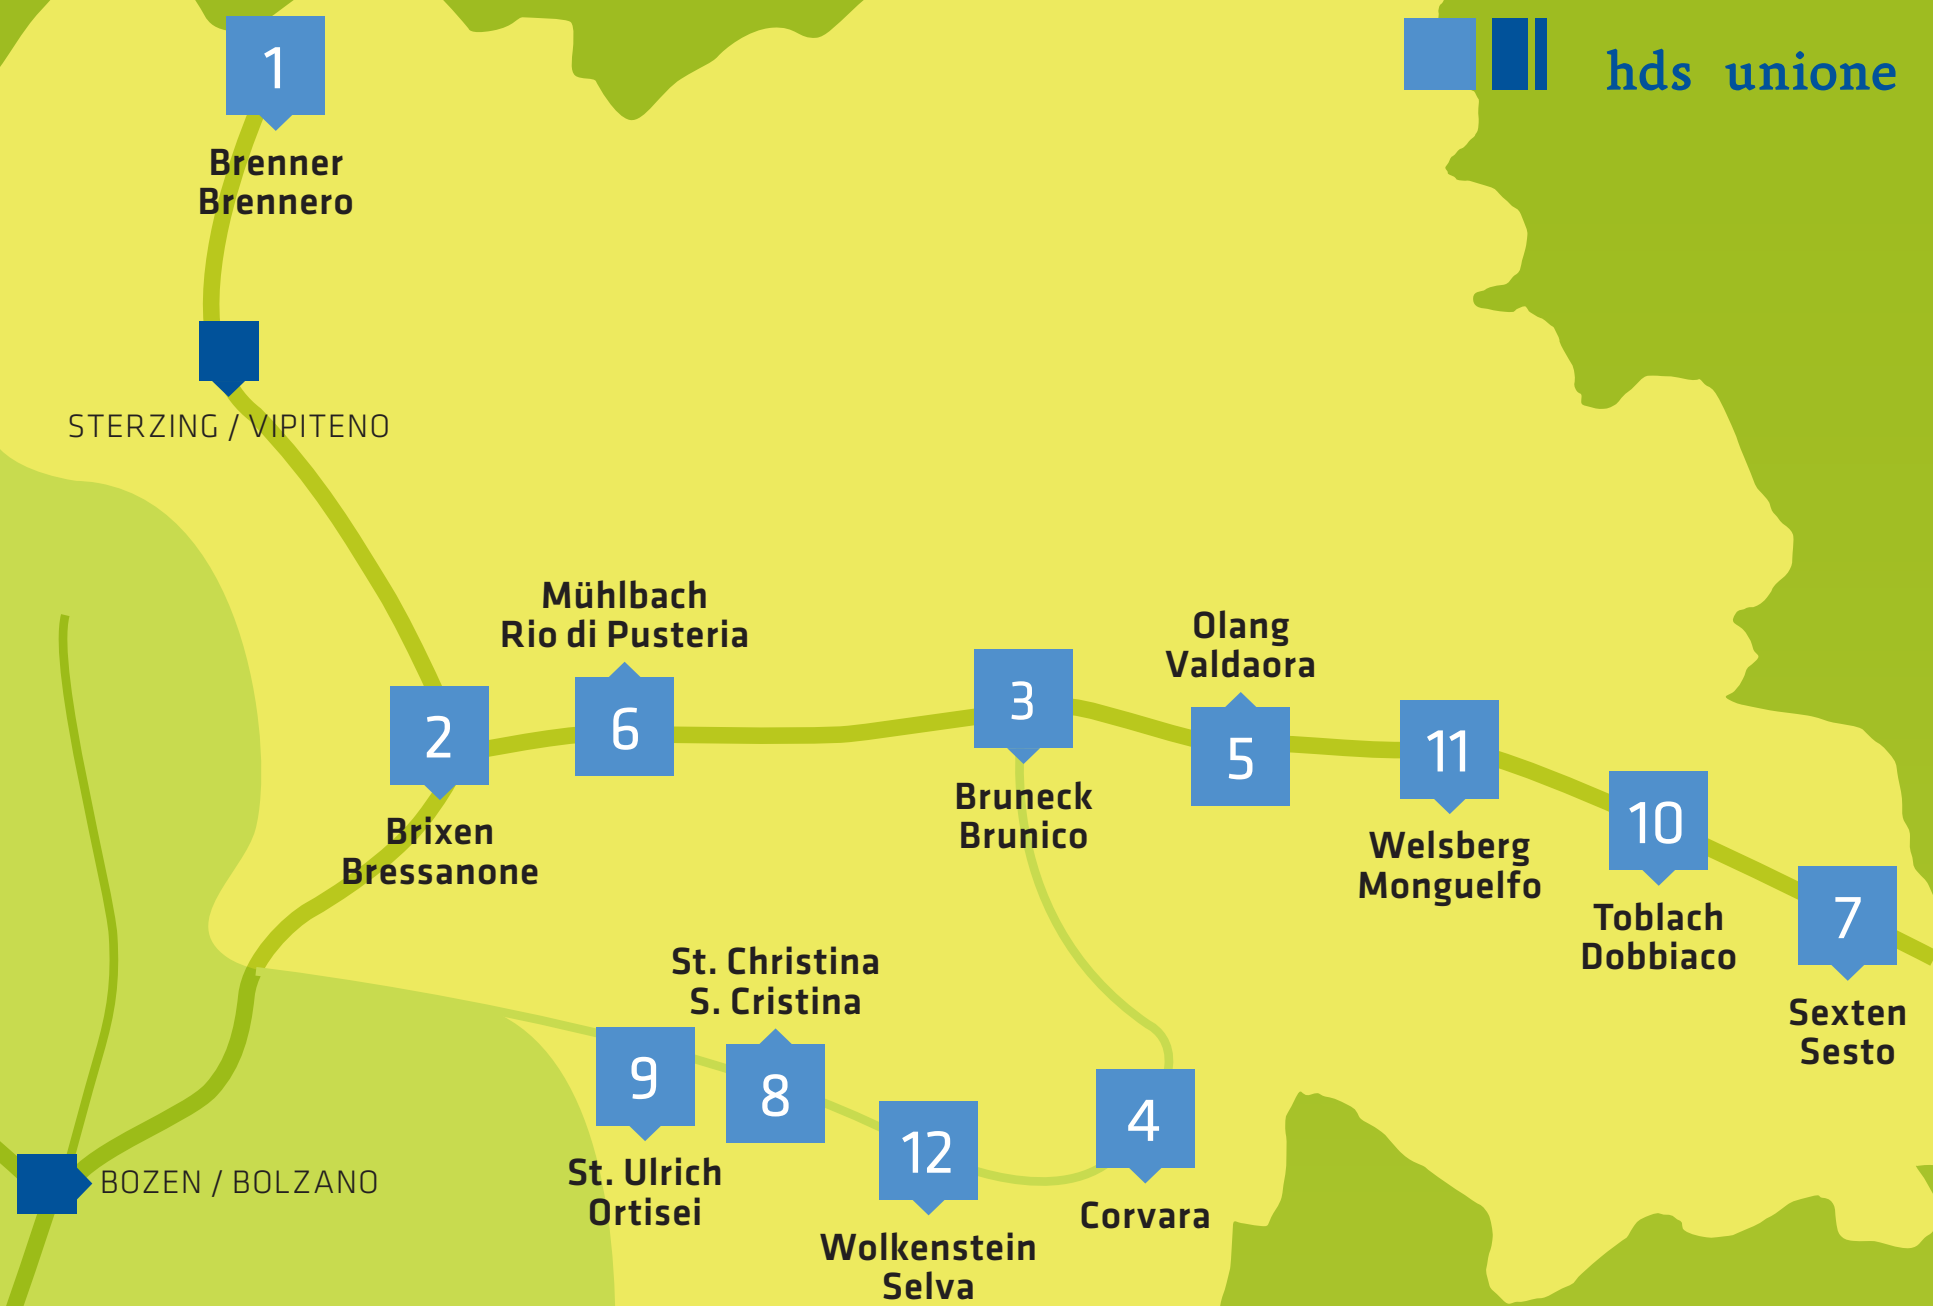 hds unione
1
Brenner
Brennero
STERZING / VIPITENO
Mühlbach
Rio di Pusteria
6
2
Brixen
Bressanone
3
Bruneck
Brunico
Olang
Valdaora
5
11
Welsberg
Monguelfo
10
Toblach
Dobbiaco
7
Sexten
Sesto
St. Christina
S. Cristina
8
9
St. Ulrich
Ortisei
12
Wolkenstein
Selva
4
Corvara
BOZEN / BOLZANO